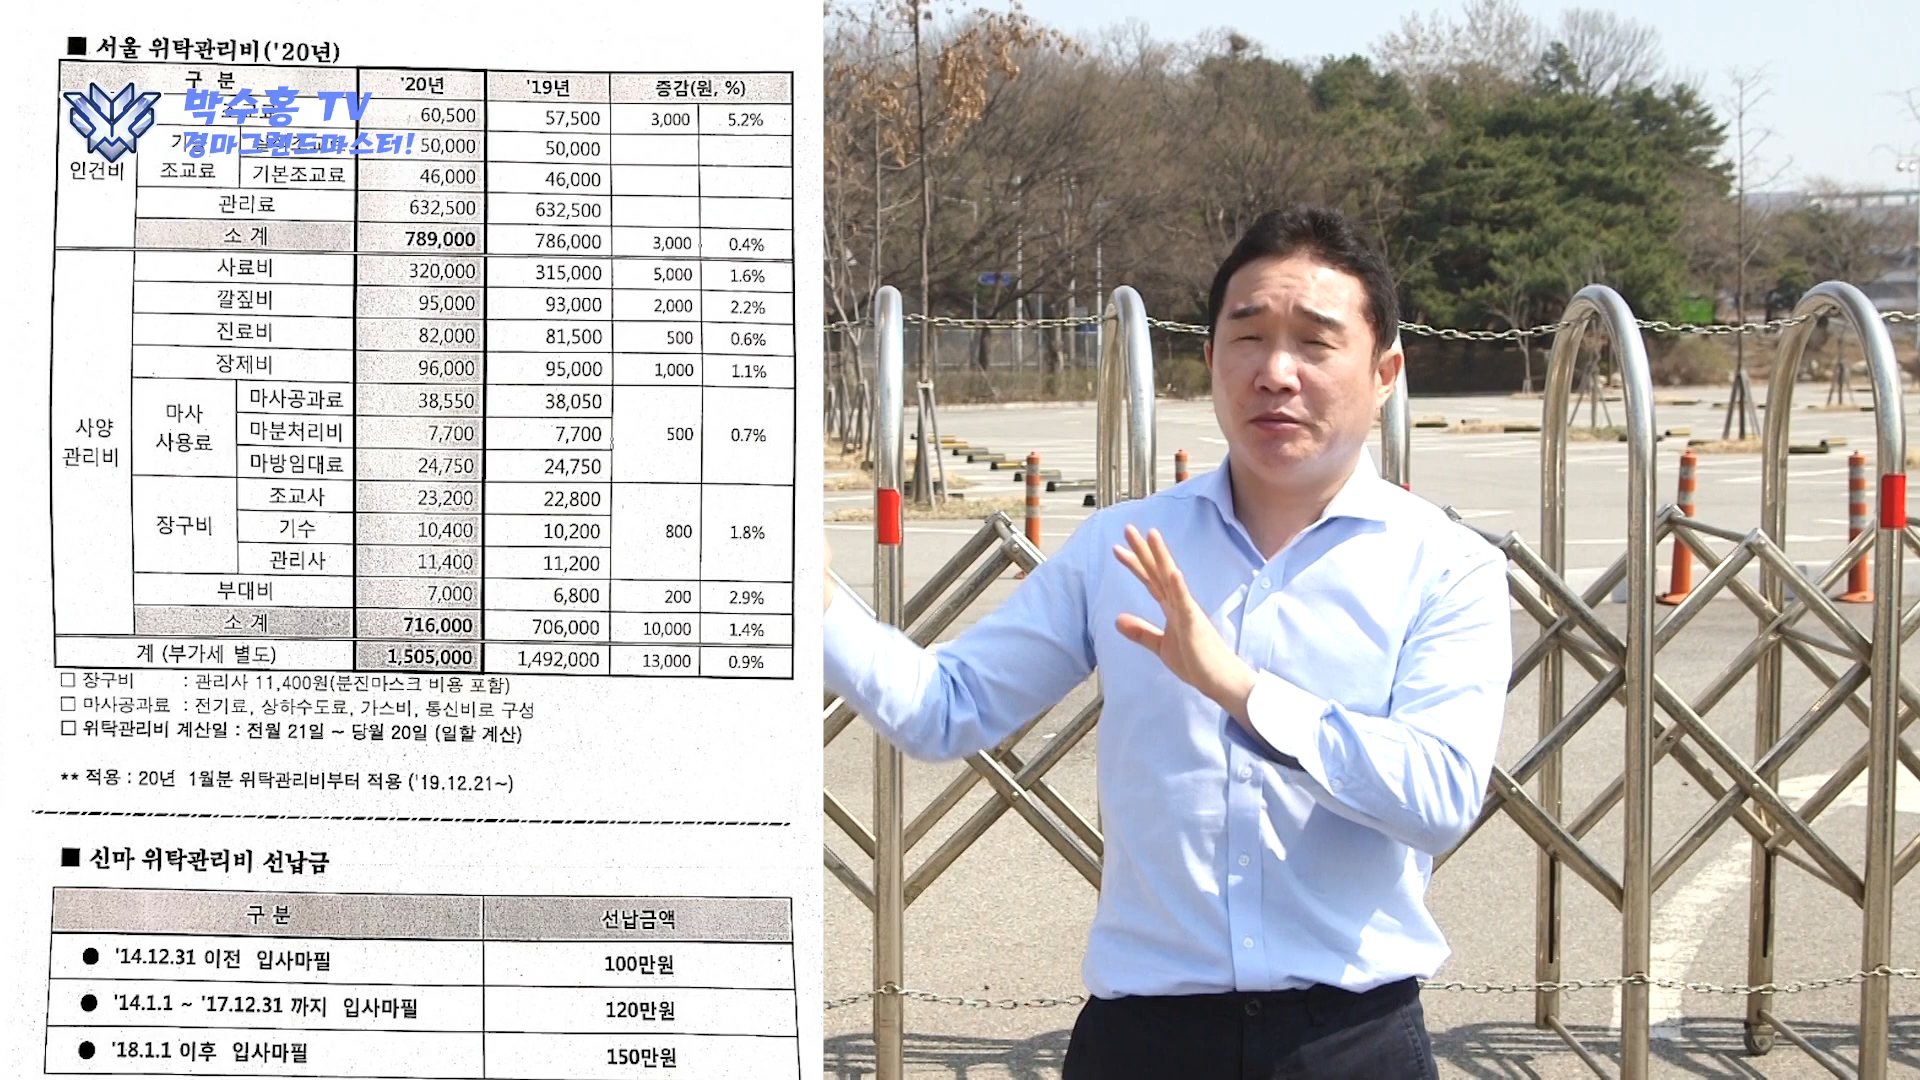 ■ 서울 위탁관리비('20년)
구 분 '20년 '19년 증감(원, %)
박수홍 TV
경마그랜드마스터!
60,500 57,500 3,000 5.2%
50,000 50,000
인건비 조교료 기본조교료 46,000 46,000
관리료 632,500 632,500
소 계 789,000 786,000 3,000 0.4%
사료비 320,000 315,000 5,000 1.6%
깔짚비 95,000 93,000 2,000 2.2%
진료비 82,000 81,500 500 0.6%
장제비 96,000 95,000 1,000 1.1%
사양 관리비
마사 사용료 마사공과료 38,550 38,050
마분처리비 7,700 7,700 500 0.7%
마방임대료 24,750 24,750
장구비 조교사 23,200 22,800
기수 10,400 10,200 800 1.8%
관리사 11,400 11,200
부대비 7,000 6,800 200 2.9%
소 계 716,000 706,000 10,000 1.4%
계 (부가세 별도) 1,505,000 1,492,000 13,000 0.9%
□ 장구비 : 관리사 11,400원(분진마스크 비용 포함)
□ 마사공과료 : 전기료, 상하수도료, 가스비, 통신비로 구성
□ 위탁관리비 계산일 : 전월 21일 ~ 당월 20일 (일할 계산)
** 적용 : 20년 1월분 위탁관리비부터 적용 ('19.12.21~)
■ 신마 위탁관리비 선납금
구 분 선납금액
● '14.12.31 이전 입사마필 100만원
● '14.1.1 ~ '17.12.31 까지 입사마필 120만원
● '18.1.1 이후 입사마필 150만원